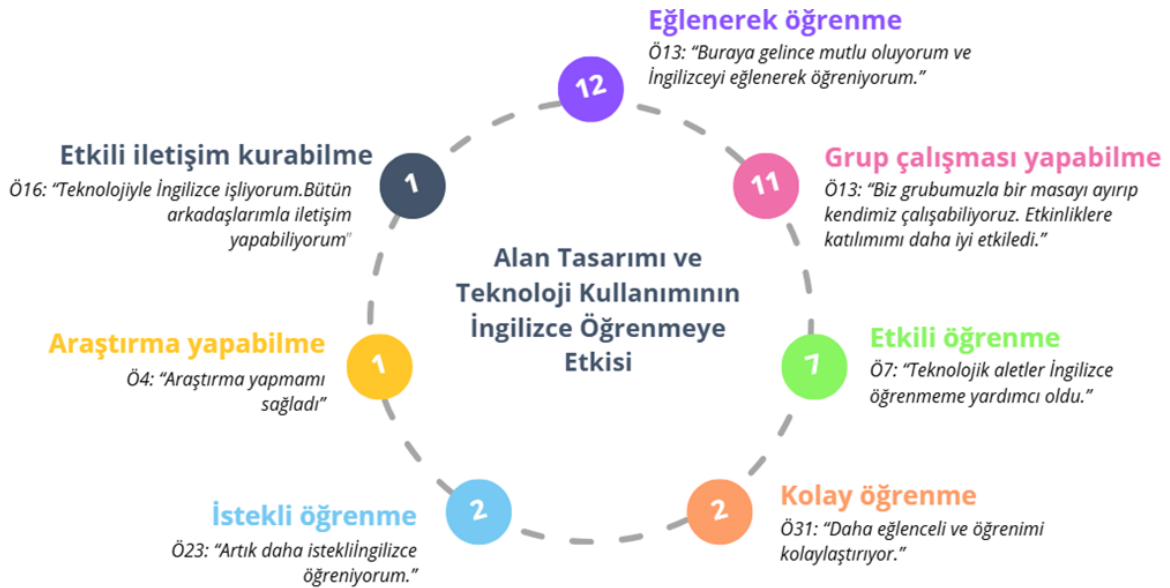 Eğlenerek öğrenme
Ö13: “Buraya gelince mutlu oluyorum ve
İngilizceyi eğlenerek öğreniyorum.”
12
Grup çalışması yapabilme
Ö13: “Biz grubumuzla bir masayı ayırıp
kendimiz çalışabiliyoruz. Etkinliklere
katılımımı daha iyi etkiledi.”
11
Etkili öğrenme
Ö7: “Teknolojik aletler İngilizce
öğrenmeme yardımcı oldu.”
7
Kolay öğrenme
Ö31: “Daha eğlenceli ve öğrenimi
kolaylaştırıyor.”
2
İstekli öğrenme
Ö23: “Artık daha istekliİngilizce
öğreniyorum.”
2
Araştırma yapabilme
Ö4: “Araştırma yapmamı
sağladı”
1
Etkili iletişim kurabilme
Ö16: “Teknolojiyle İngilizce işliyorum.Bütün
arkadaşlarımla iletişim
yapabiliyorum"
1
Alan Tasarımı ve
Teknoloji Kullanımının
İngilizce Öğrenmeye
Etkisi